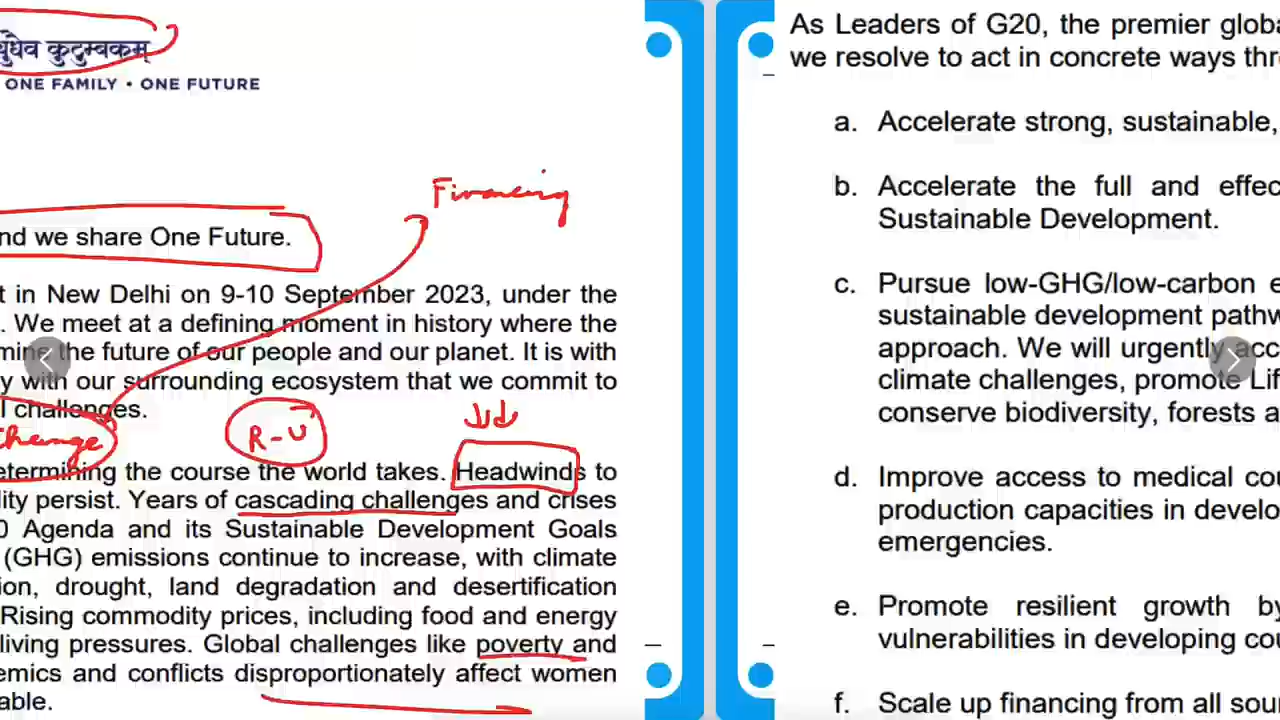 कुटुम्बकम्
ONE FAMILY • ONE FUTURE
Financing
nd we share One Future.
t in New Delhi on 9-10 September 2023, under the
. We meet at a defining moment in history where the
mine the future of our people and our planet. It is with
y with our surrounding ecosystem that we commit to
l challenges.
Change
R-U
etermining the course the world takes. Headwinds to
lity persist. Years of cascading challenges and crises
0 Agenda and its Sustainable Development Goals
(GHG) emissions continue to increase, with climate
ion, drought, land degradation and desertification
Rising commodity prices, including food and energy
living pressures. Global challenges like poverty and
emics and conflicts disproportionately affect women
able.
As Leaders of G20, the premier globa
we resolve to act in concrete ways thr
a. Accelerate strong, sustainable,
b. Accelerate the full and effec
Sustainable Development.
c. Pursue low-GHG/low-carbon e
sustainable development pathw
approach. We will urgently acc
climate challenges, promote Lif
conserve biodiversity, forests a
d. Improve access to medical cou
production capacities in develo
emergencies.
e. Promote resilient growth by
vulnerabilities in developing cou
f. Scale up financing from all sour